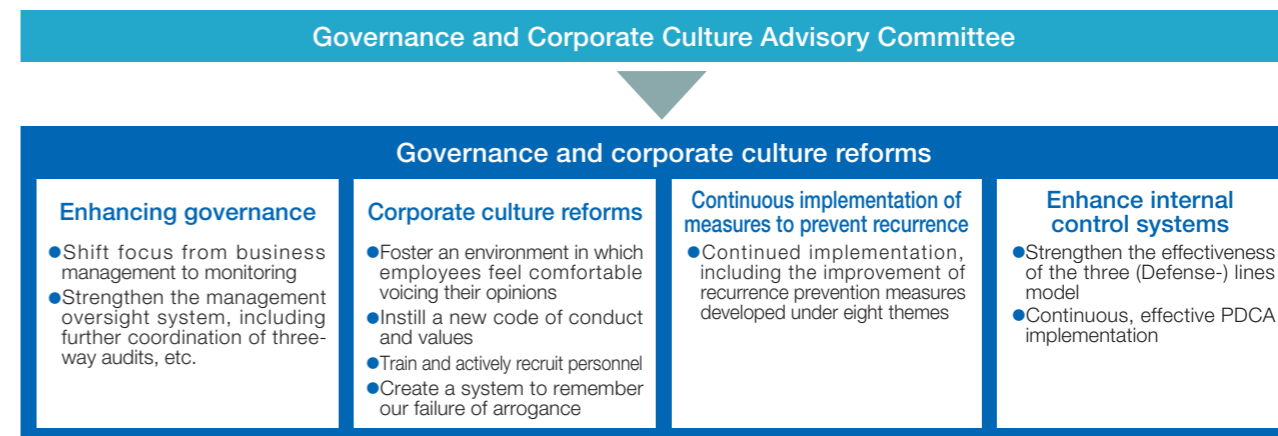 Governance and Corporate Culture Advisory Committee
Governance and corporate culture reforms
Enhancing governance
●Shift focus from business
management to monitoring
●Strengthen the management
oversight system, including
further coordination of three-
way audits, etc.
Corporate culture reforms
●Foster an environment in which
employees feel comfortable
voicing their opinions
●Instill a new code of conduct
and values
●Train and actively recruit personnel
●Create a system to remember
our failure of arrogance
Continuous implementation of
measures to prevent recurrence
●Continued implementation,
including the improvement of
recurrence prevention measures
developed under eight themes
Enhance internal
control systems
●Strengthen the effectiveness
of the three (Defense-) lines
model
●Continuous, effective PDCA
implementation